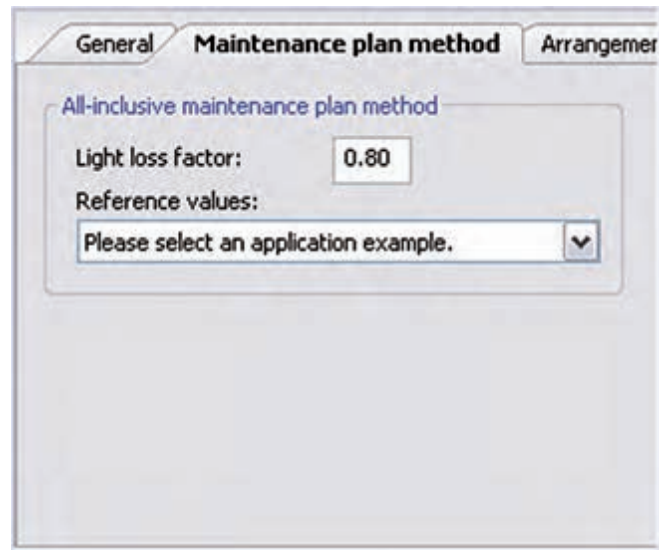 General Maintenance plan method Arrangemen
All-inclusive maintenance plan method
Light loss factor: 0.80
Reference values:
Please select an application example.